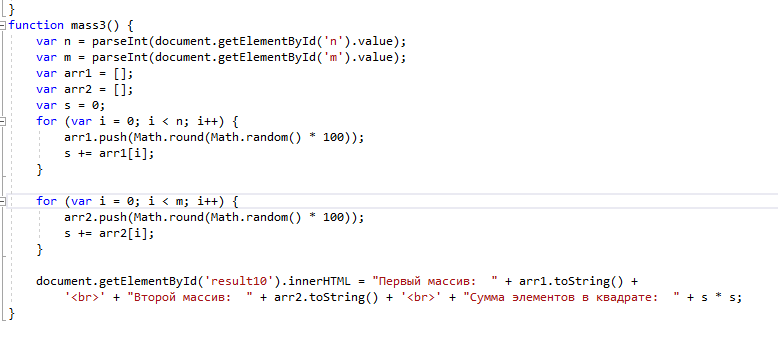 }
function mass3() {
    var n = parseInt(document.getElementById('n').value);
    var m = parseInt(document.getElementById('m').value);
    var arr1 = [];
    var arr2 = [];
    var s = 0;
    for (var i = 0; i < n; i++) {
        arr1.push(Math.round(Math.random() * 100));
        s += arr1[i];
    }
    for (var i = 0; i < m; i++) {
        arr2.push(Math.round(Math.random() * 100));
        s += arr2[i];
    }
    document.getElementById('result10').innerHTML = "Первый массив:  " + arr1.toString() +
        '<br>' + "Второй массив:  " + arr2.toString() + '<br>' + "Сумма элементов в квадрате:  " + s * s;
}